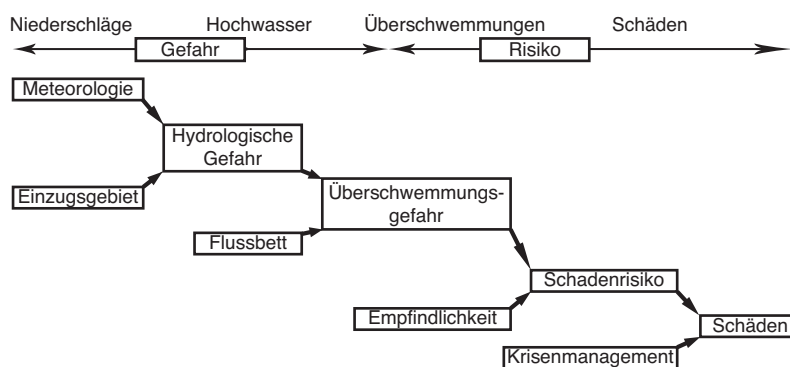 Niederschläge Hochwasser Überschwemmungen Schäden
Gefahr Risiko
Meteorologie
Hydrologische
Gefahr
Einzugsgebiet
Überschwemmungs-
gefahr
Flussbett
Schadenrisiko
Empfindlichkeit
Schäden
Krisenmanagement